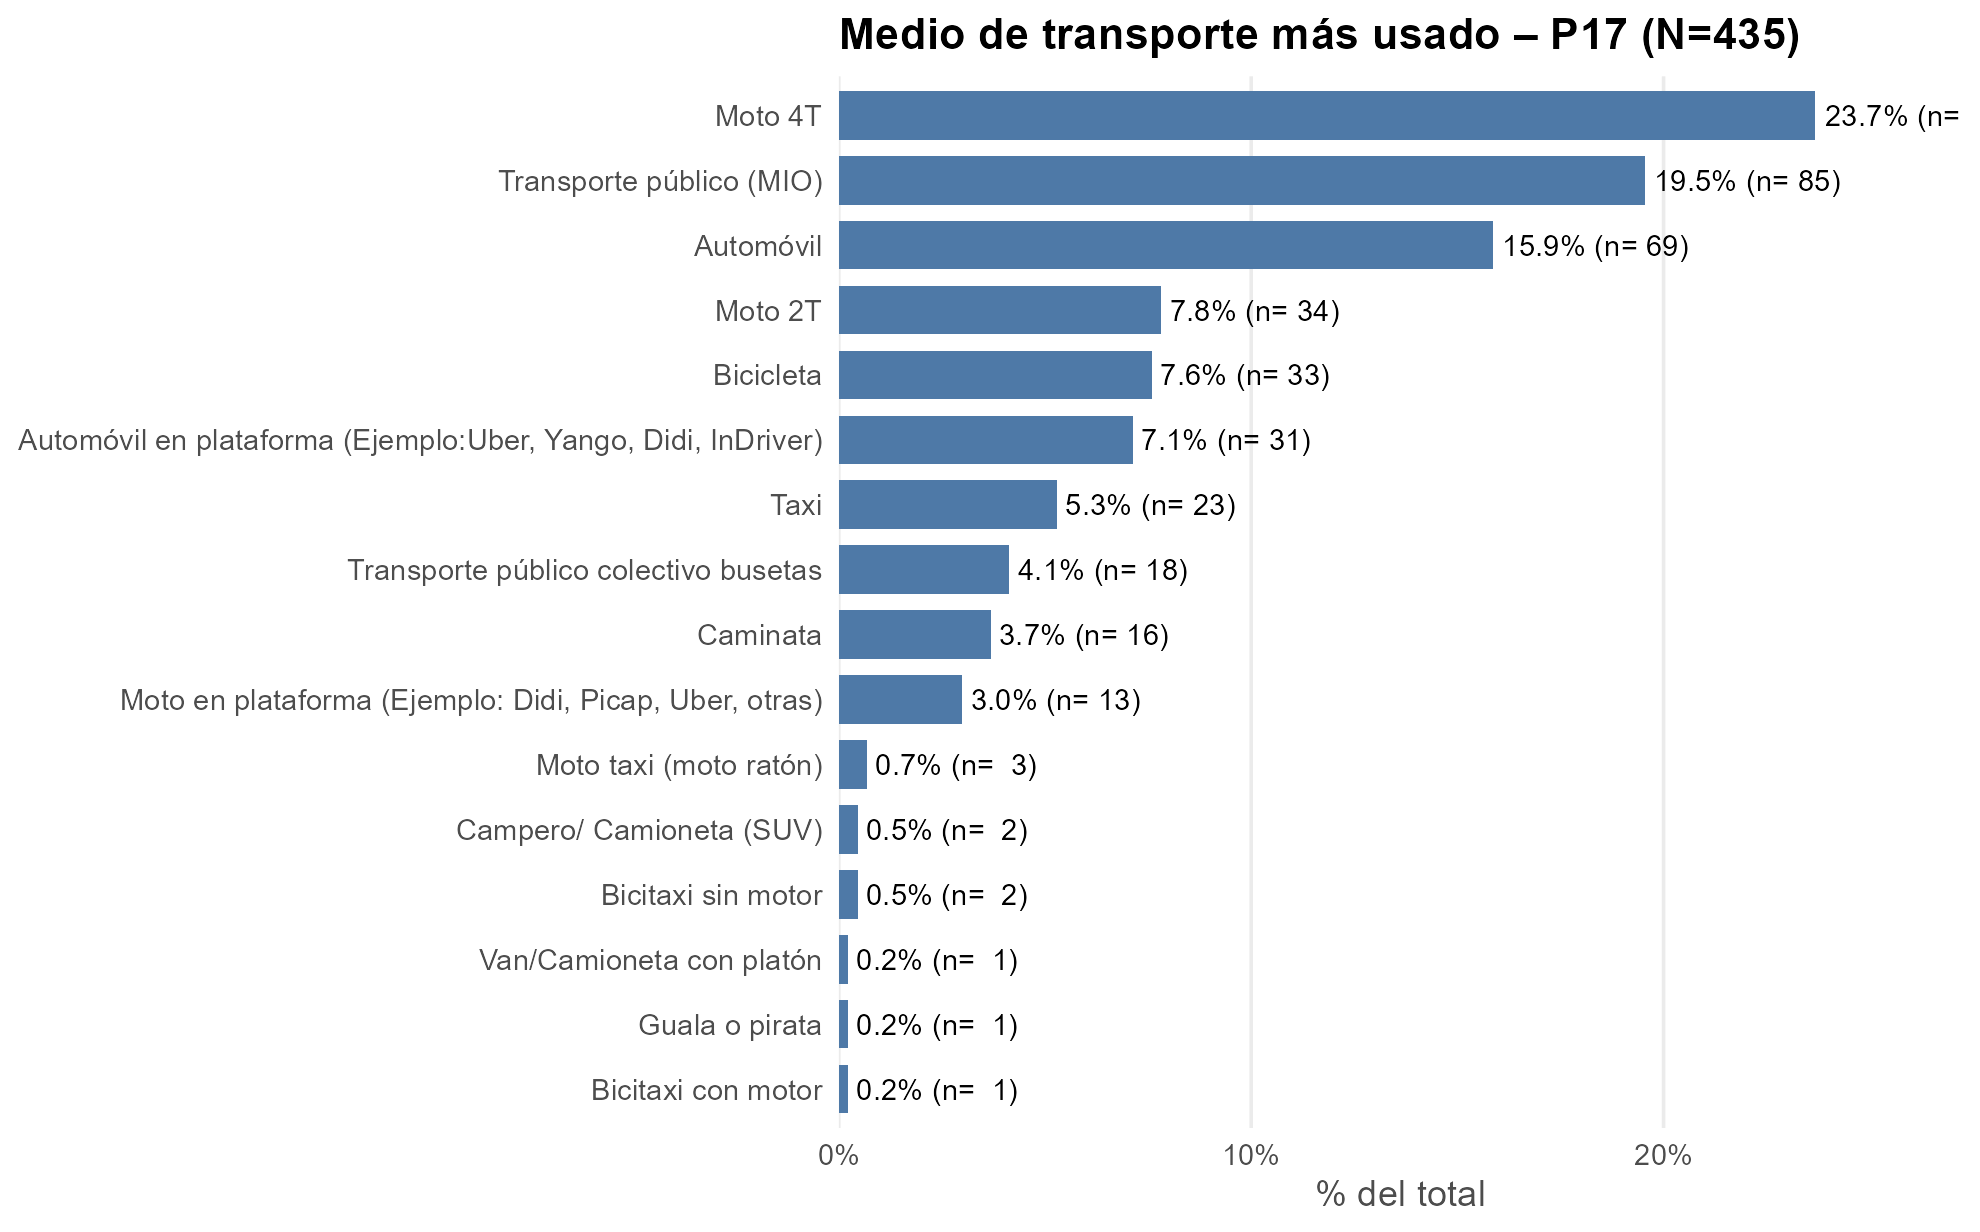 Medio de transporte más usado – P17 (N=435)
Moto 4T 23.7% (n=
Transporte público (MIO) 19.5% (n= 85)
Automóvil 15.9% (n= 69)
Moto 2T 7.8% (n= 34)
Bicicleta 7.6% (n= 33)
Automóvil en plataforma (Ejemplo:Uber, Yango, Didi, InDriver) 7.1% (n= 31)
Taxi 5.3% (n= 23)
Transporte público colectivo busetas 4.1% (n= 18)
Caminata 3.7% (n= 16)
Moto en plataforma (Ejemplo: Didi, Picap, Uber, otras) 3.0% (n= 13)
Moto taxi (moto ratón) 0.7% (n=  3)
Campero/ Camioneta (SUV) 0.5% (n=  2)
Bicitaxi sin motor 0.5% (n=  2)
Van/Camioneta con platón 0.2% (n=  1)
Guala o pirata 0.2% (n=  1)
Bicitaxi con motor 0.2% (n=  1)
0% 10% 20%
% del total